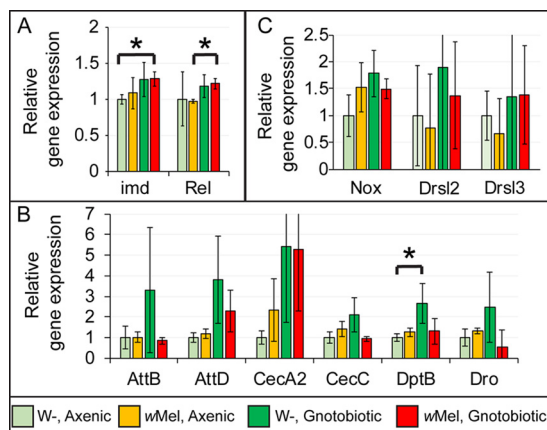 A
Relative
gene expression
2
1.5
1
0.5
0
*
*
imd
Rel
C
Relative
gene expression
2.5
2
1.5
1
0.5
0
Nox
Drsl2
Drsl3
B
Relative
gene expression
7
6
5
4
3
2
1
0
*
AttB
AttD
CecA2
CecC
DptB
Dro
W-, Axenic
wMel, Axenic
W-, Gnotobiotic
wMel, Gnotobiotic